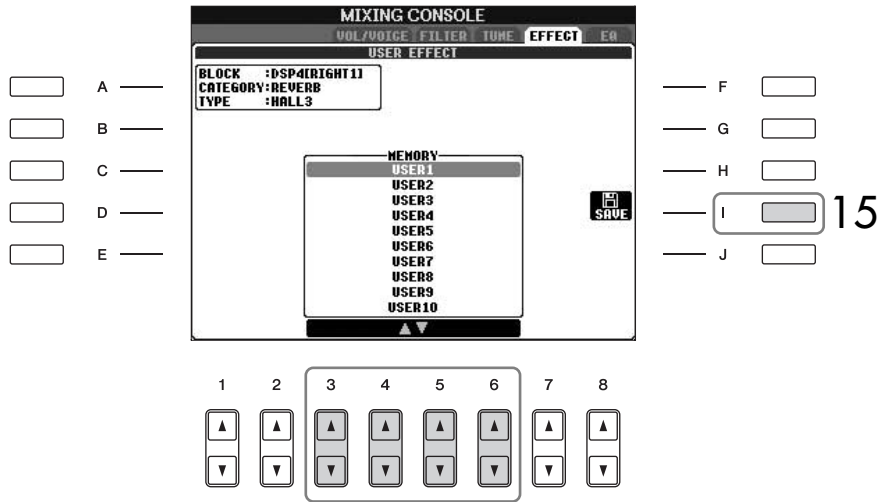 MIXING CONSOLE
VOL/VOICE FILTER TUNE EFFECT EQ
USER EFFECT
BLOCK :DSP4[RIGHT1]
CATEGORY:REVERB
TYPE :HALL3
A
B
C
D
E
F
G
H
I
J
15
MEMORY
USER1
USER2
USER3
USER4
USER5
USER6
USER7
USER8
USER9
USER10
SAVE
1 2 3 4 5 6 7 8